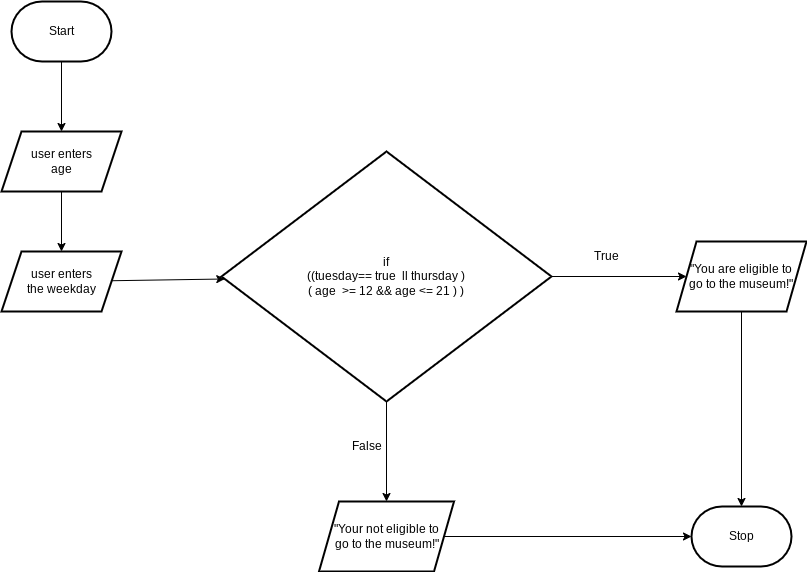 Start
user enters
age
user enters
the weekday
if
((tuesday== true ll thursday )
( age >= 12 && age <= 21 ) )
True
"You are eligible to
go to the museum!"
False
"Your not eligible to
go to the museum!"
Stop